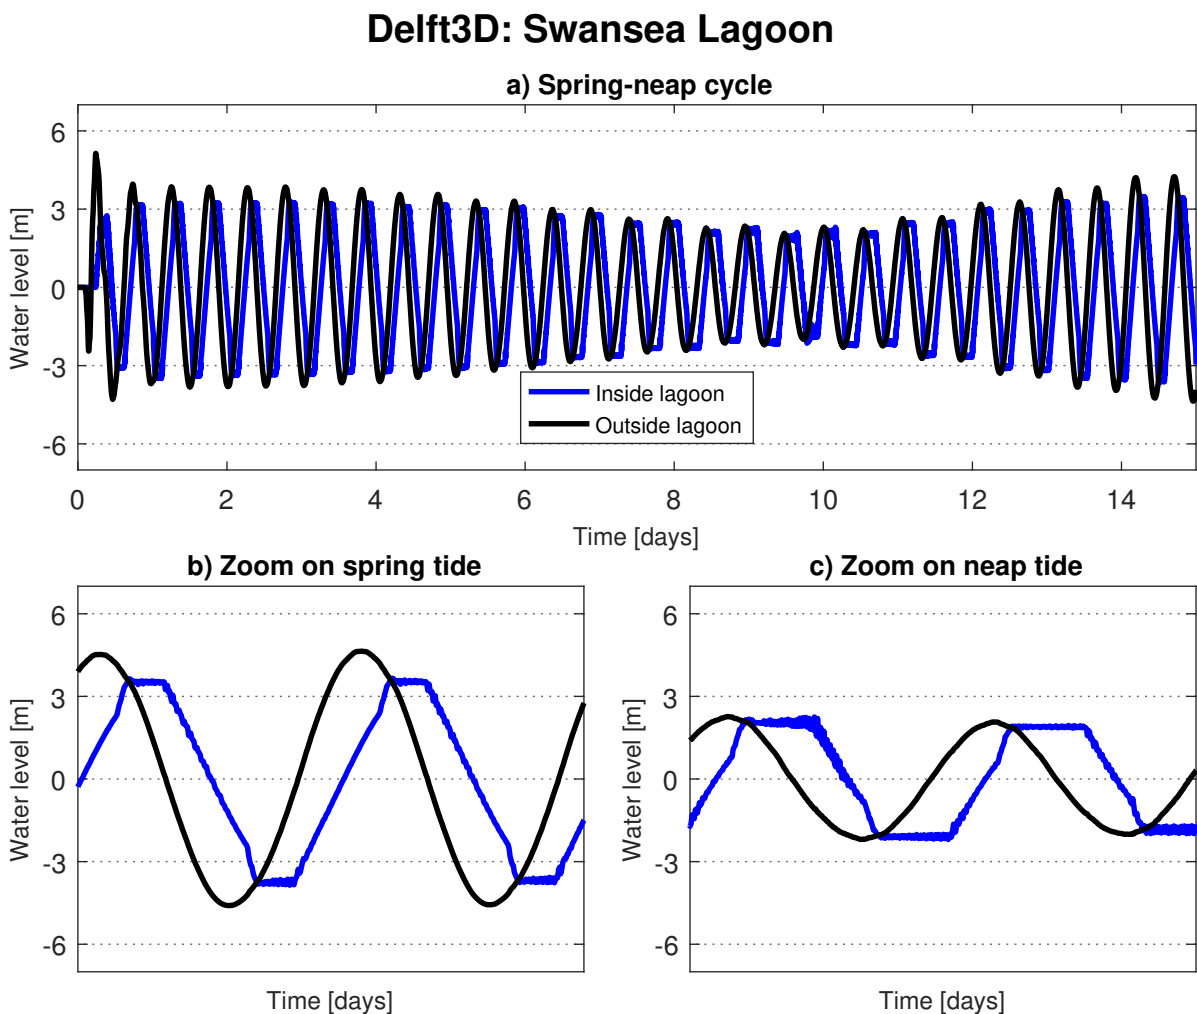 Delft3D: Swansea Lagoon
a) Spring-neap cycle
Water level [m]
6
3
0
-3
-6
Inside lagoon
Outside lagoon
0 2 4 6 8 10 12 14
Time [days]
b) Zoom on spring tide
Water level [m]
6
3
0
-3
-6
Time [days]
c) Zoom on neap tide
Water level [m]
6
3
0
-3
-6
Time [days]